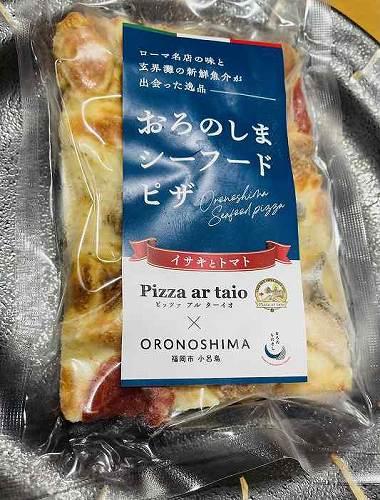 ローマ名店の味と
玄界灘の新鮮魚介が
出会った逸品
おろのしま
シーフード
ピザ
Oronoshima
Seafood pizza
イサキとトマト
Pizza ar taio
ピッツァ アル ターイオ
Pizza ar taio
×
ORONOSHIMA
福岡市 小呂島